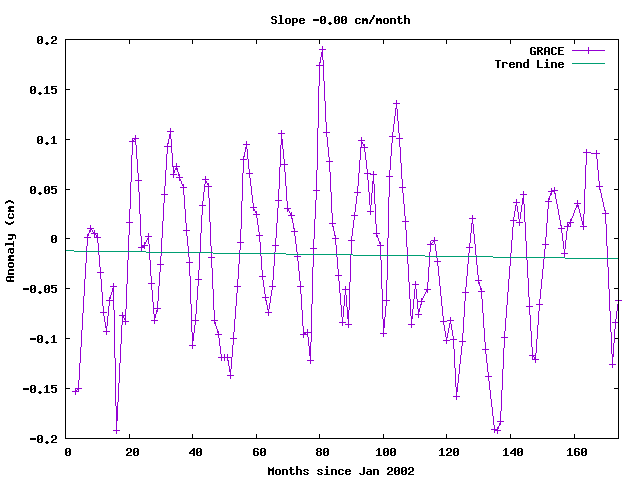 Slope -0.00 cm/month
GRACE
Trend Line
0.2
0.15
0.1
0.05
0
-0.05
-0.1
-0.15
-0.2
Anomaly (cm)
0 20 40 60 80 100 120 140 160
Months since Jan 2002